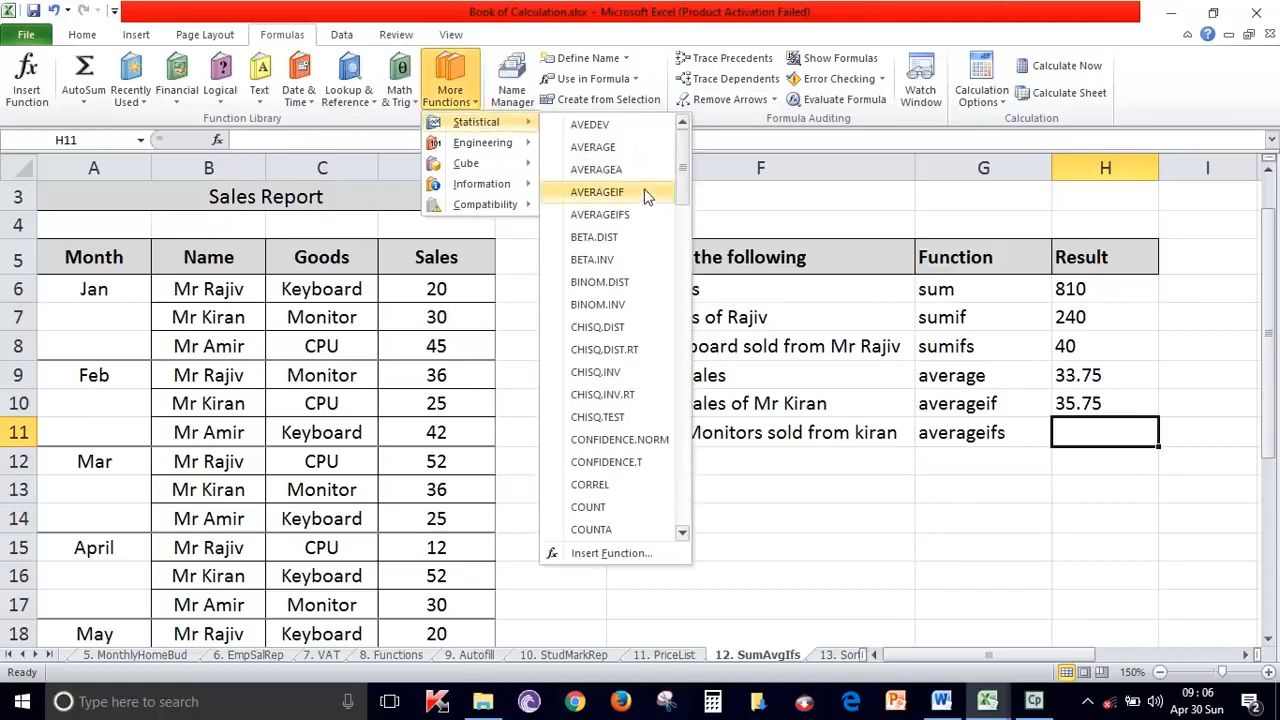 Book of Calculation.xlsx - Microsoft Excel (Product Activation Failed)
File Home Insert Page Layout Formulas Data Review View
fx Insert Function
Σ AutoSum
Recently Used
Financial
Logical
Text
Date & Time
Lookup & Reference
Math & Trig
More Functions
Function Library
Name Manager
Define Name
Use in Formula
Create from Selection
Trace Precedents
Trace Dependents
Remove Arrows
Show Formulas
Error Checking
Evaluate Formula
Formula Auditing
Watch Window
Calculation Options
Calculate Now
Calculate Sheet
Calculation
H11 fx
Statistical
Engineering
Cube
Information
Compatibility
AVEDEV
AVERAGE
AVERAGEA
AVERAGEIF
AVERAGEIFS
BETA.DIST
BETA.INV
BINOM.DIST
BINOM.INV
CHISQ.DIST
CHISQ.DIST.RT
CHISQ.INV
CHISQ.INV.RT
CHISQ.TEST
CONFIDENCE.NORM
CONFIDENCE.T
CORREL
COUNT
COUNTA
fx Insert Function...
A B C F G H I
3 Sales Report
4
5 Month Name Goods Sales the following Function Result
6 Jan Mr Rajiv Keyboard 20 s sum 810
7 Mr Kiran Monitor 30 s of Rajiv sumif 240
8 Mr Amir CPU 45 board sold from Mr Rajiv sumifs 40
9 Feb Mr Rajiv Monitor 36 ales average 33.75
10 Mr Kiran CPU 25 ales of Mr Kiran averageif 35.75
11 Mr Amir Keyboard 42 Monitors sold from kiran averageifs
12 Mar Mr Rajiv CPU 52
13 Mr Kiran Monitor 36
14 Mr Amir Keyboard 25
15 April Mr Rajiv CPU 12
16 Mr Kiran Keyboard 52
17 Mr Amir Monitor 30
18 May Mr Rajiv Keyboard 20
5. MonthlyHomeBud 6. EmpSalRep 7. VAT 8. Functions 9. Autofill 10. StudMarkRep 11. PriceList 12. SumAvgIfs 13. Sort
Ready 150%
Type here to search
09 : 06
Apr 30 Sun
2